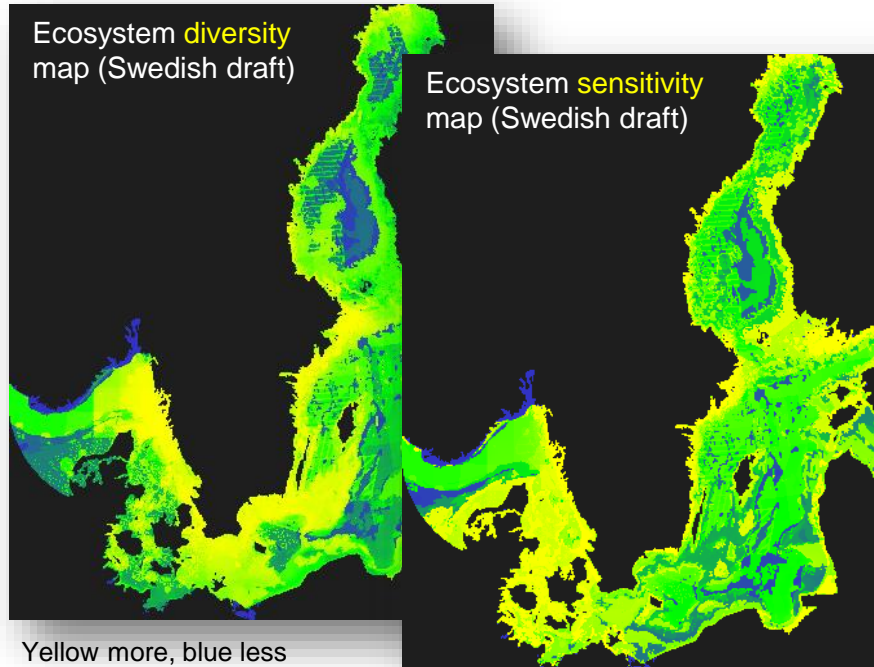 Ecosystem diversity
map (Swedish draft)
Ecosystem sensitivity
map (Swedish draft)
Yellow more, blue less